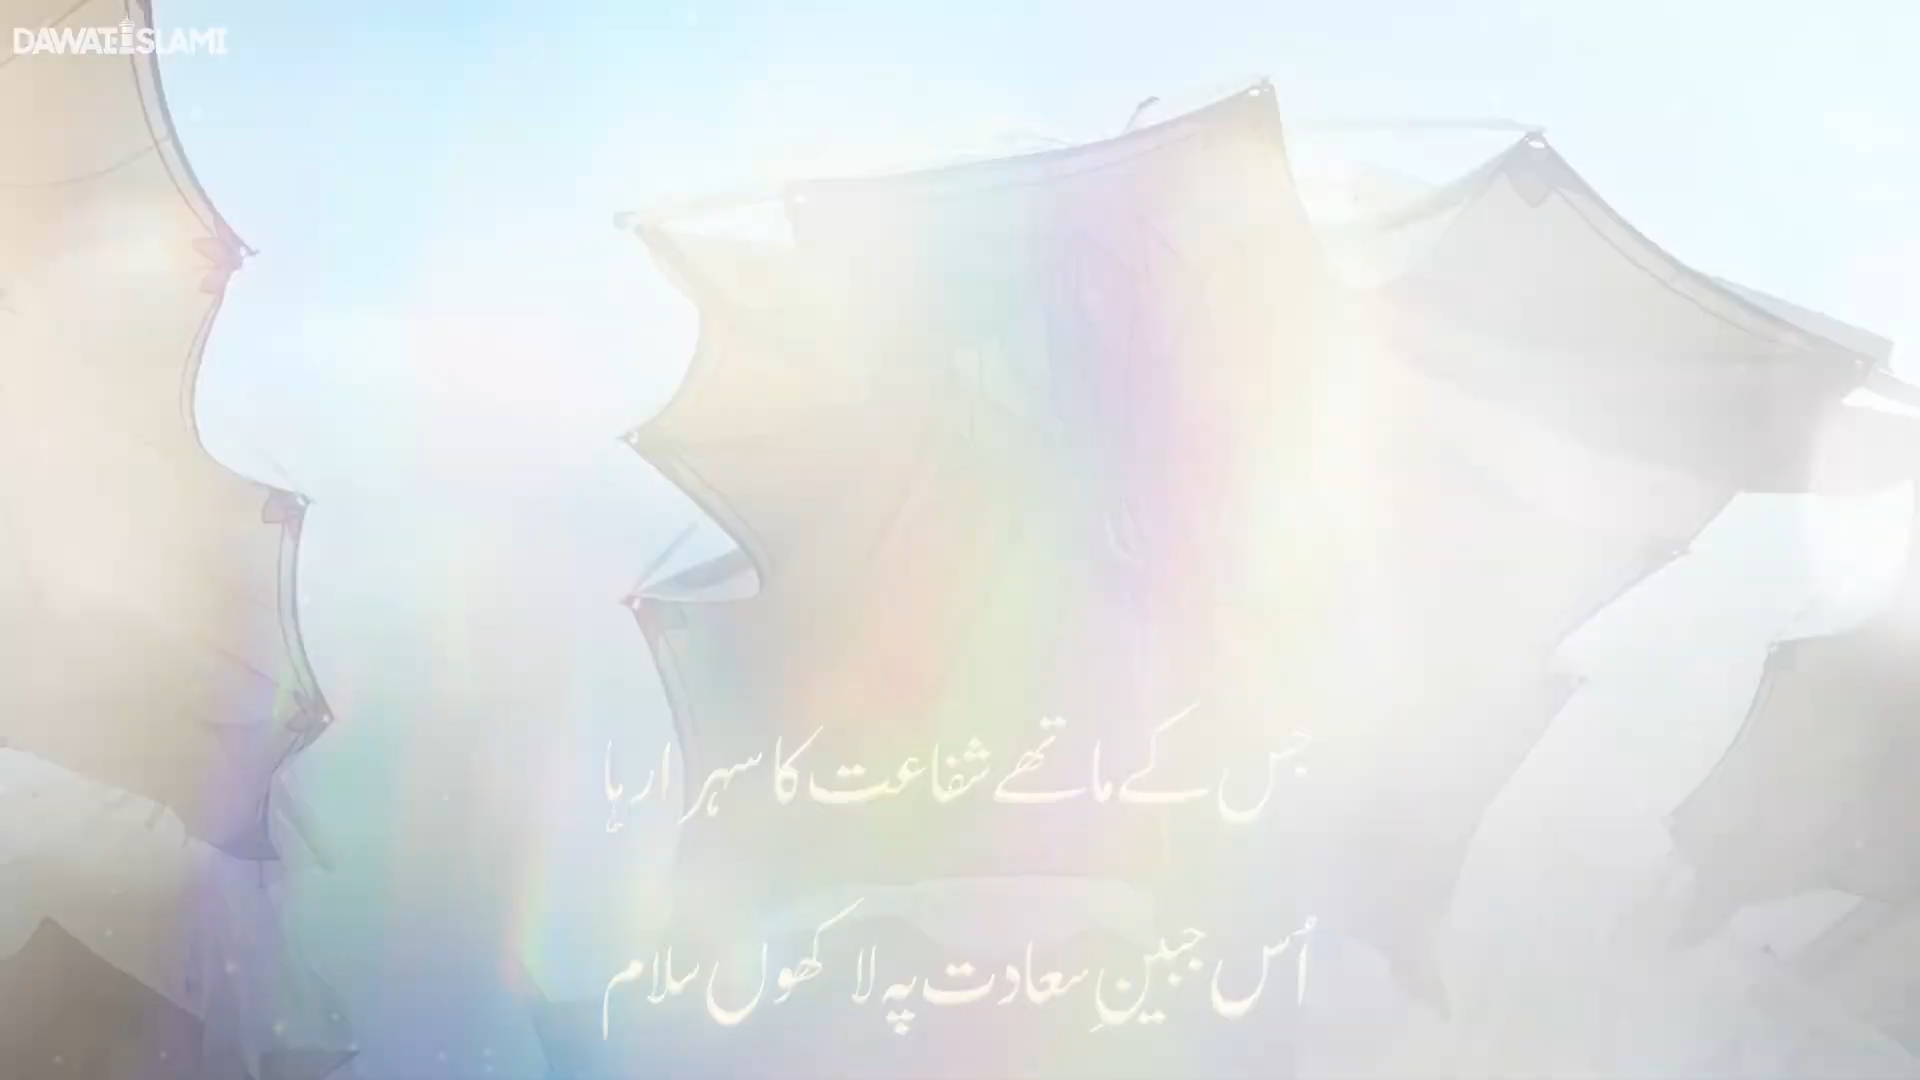 DAWATEISLAMI
جس کے ماتھے شفاعت کا سہرا رہا
اُس جبینِ سعادت پہ لاکھوں سلام